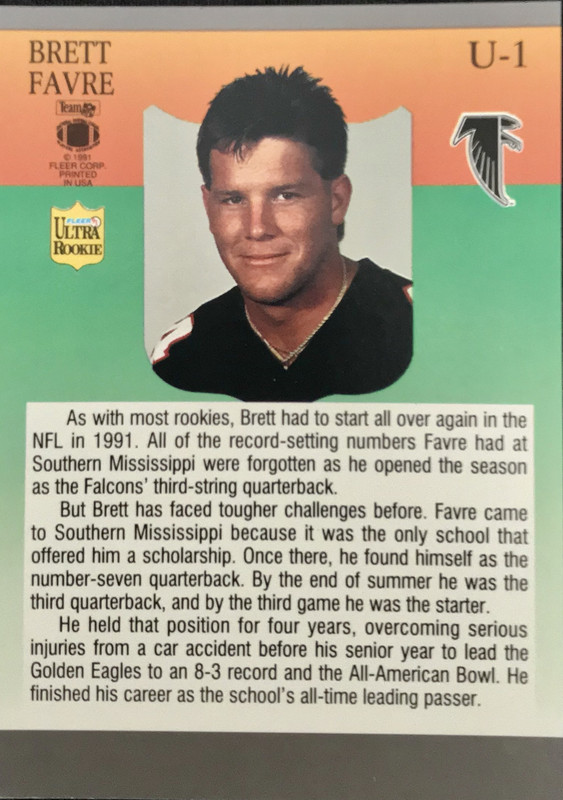 BRETT
FAVRE
U-1
Team NFL
© 1991
FLEER CORP.
PRINTED
IN USA
FLEER
ULTRA
ROOKIE
As with most rookies, Brett had to start all over again in the
NFL in 1991. All of the record-setting numbers Favre had at
Southern Mississippi were forgotten as he opened the season
as the Falcons' third-string quarterback.
But Brett has faced tougher challenges before. Favre came
to Southern Mississippi because it was the only school that
offered him a scholarship. Once there, he found himself as the
number-seven quarterback. By the end of summer he was the
third quarterback, and by the third game he was the starter.
He held that position for four years, overcoming serious
injuries from a car accident before his senior year to lead the
Golden Eagles to an 8-3 record and the All-American Bowl. He
finished his career as the school's all-time leading passer.